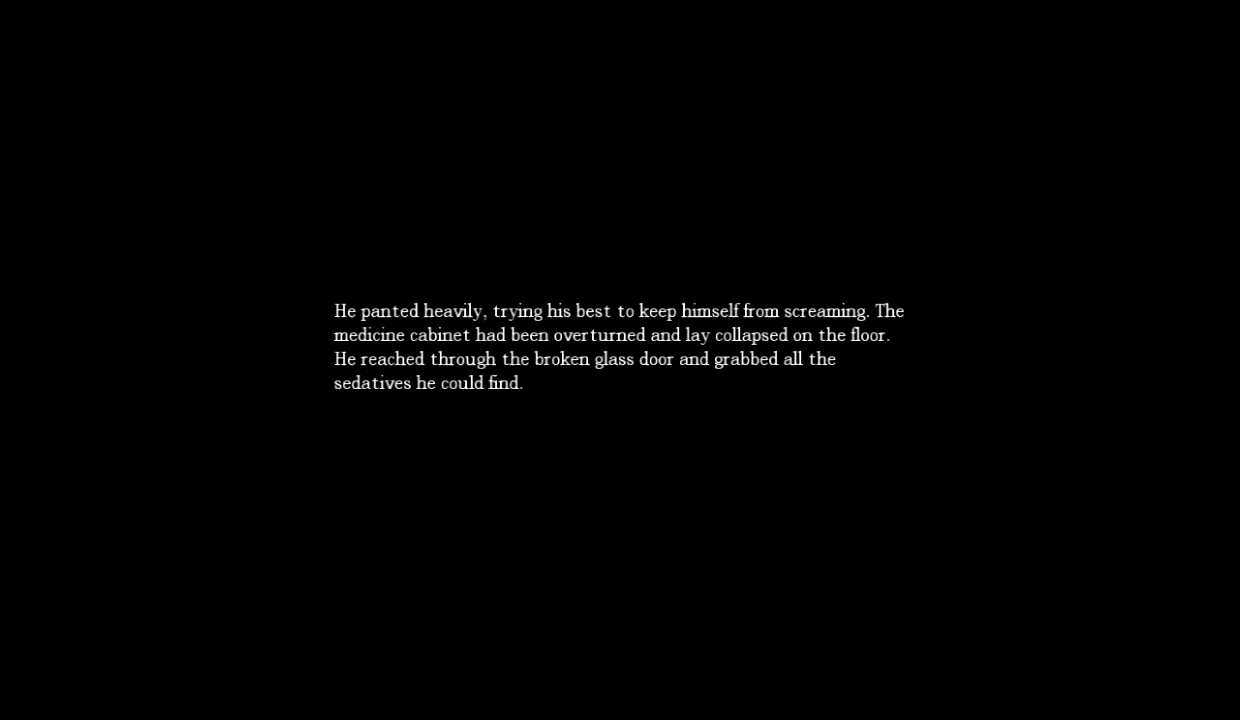 He panted heavily, trying his best to keep himself from screaming. The
medicine cabinet had been overturned and lay collapsed on the floor.
He reached through the broken glass door and grabbed all the
sedatives he could find.